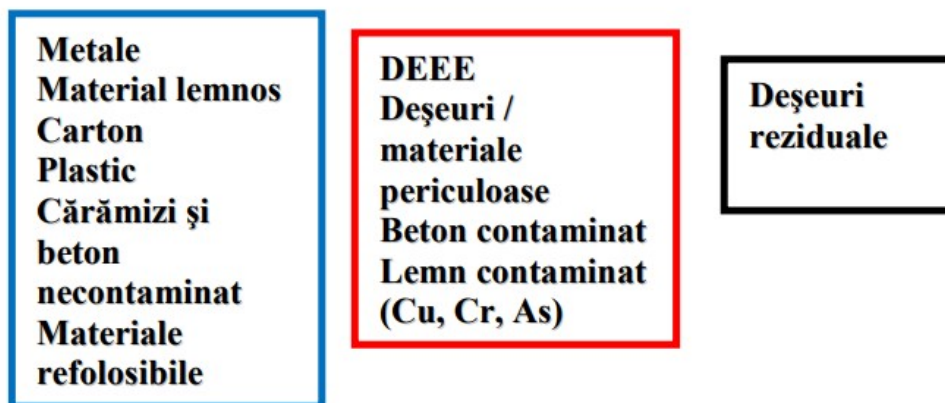 Metale
Material lemnos
Carton
Plastic
Cărămizi şi
beton
necontaminat
Materiale
refolosibile
DEEE
Deşeuri /
materiale
periculoase
Beton contaminat
Lemn contaminat
(Cu, Cr, As)
Deşeuri
reziduale